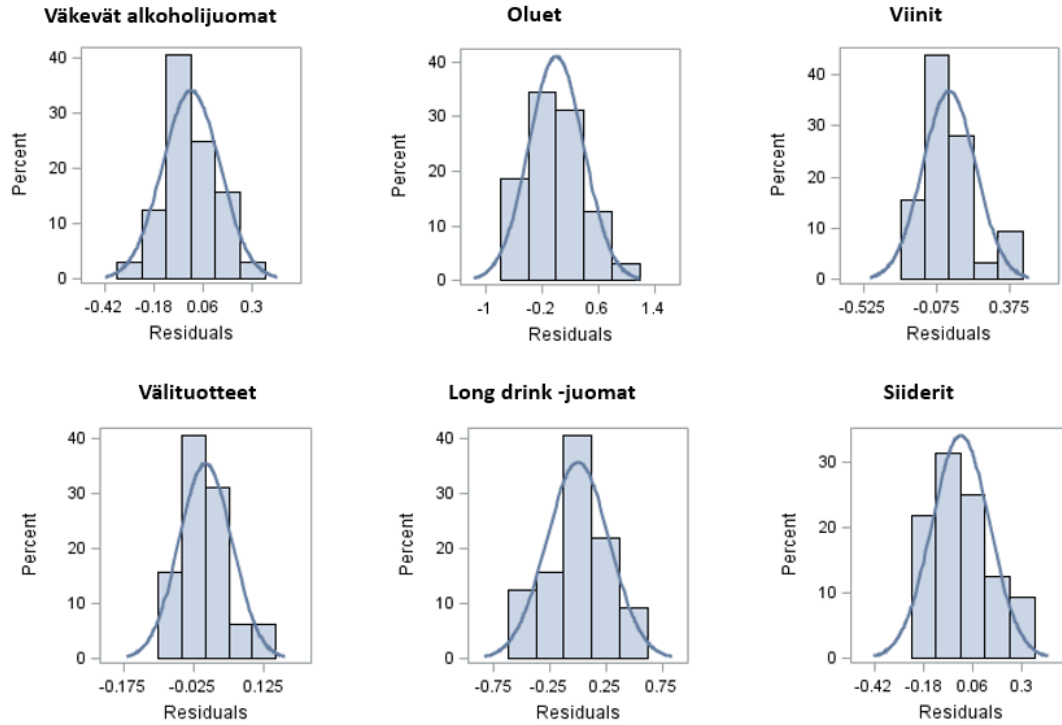 Väkevät alkoholijuomat
Oluet
Viinit
40
30
20
10
0
Percent
-0.42 -0.18 0.06 0.3
Residuals
40
30
20
10
0
Percent
-1 -0.2 0.6 1.4
Residuals
40
30
20
10
0
Percent
-0.525 -0.075 0.375
Residuals
Välituotteet
Long drink -juomat
Siiderit
40
30
20
10
0
Percent
-0.175 -0.025 0.125
Residuals
40
30
20
10
0
Percent
-0.75 -0.25 0.25 0.75
Residuals
30
20
10
0
Percent
-0.42 -0.18 0.06 0.3
Residuals